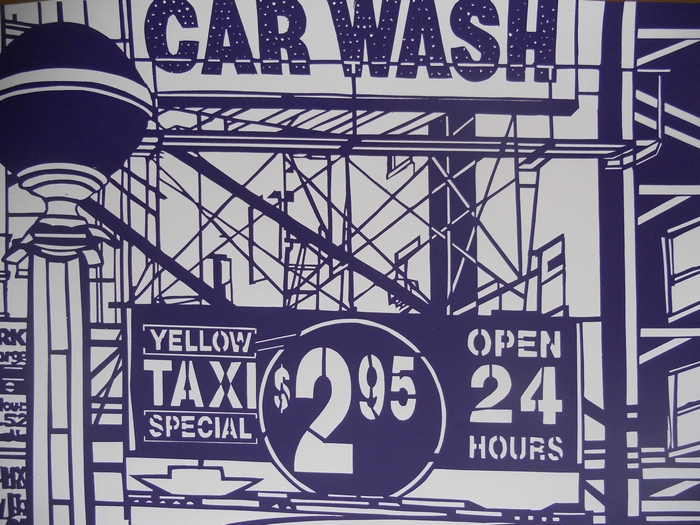 CAR WASH
YELLOW
TAXI
SPECIAL
$2.95
OPEN
24
HOURS